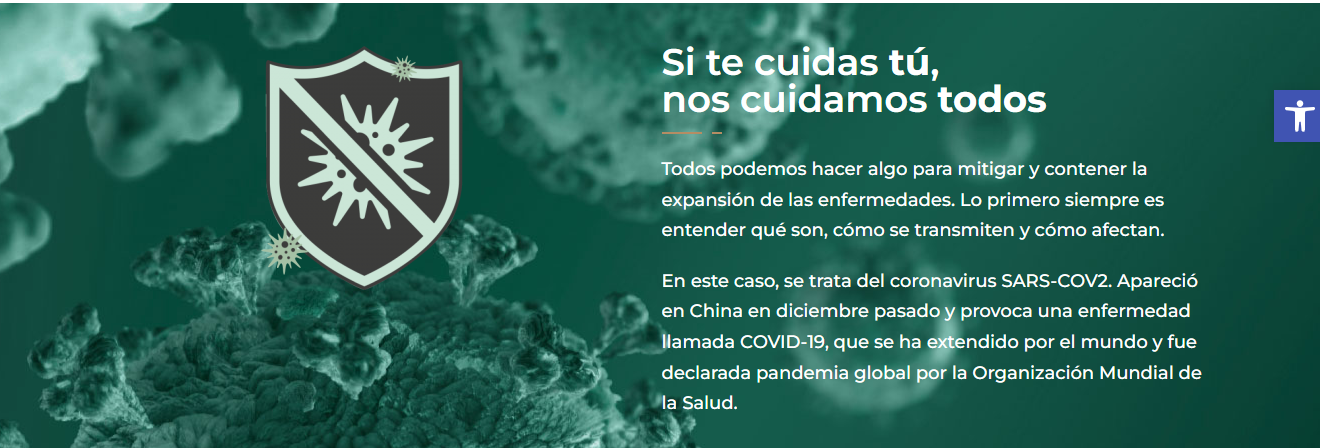 Si te cuidas tú,
nos cuidamos todos
Todos podemos hacer algo para mitigar y contener la
expansión de las enfermedades. Lo primero siempre es
entender qué son, cómo se transmiten y cómo afectan.
En este caso, se trata del coronavirus SARS-COV2. Apareció
en China en diciembre pasado y provoca una enfermedad
llamada COVID-19, que se ha extendido por el mundo y fue
declarada pandemia global por la Organización Mundial de
la Salud.